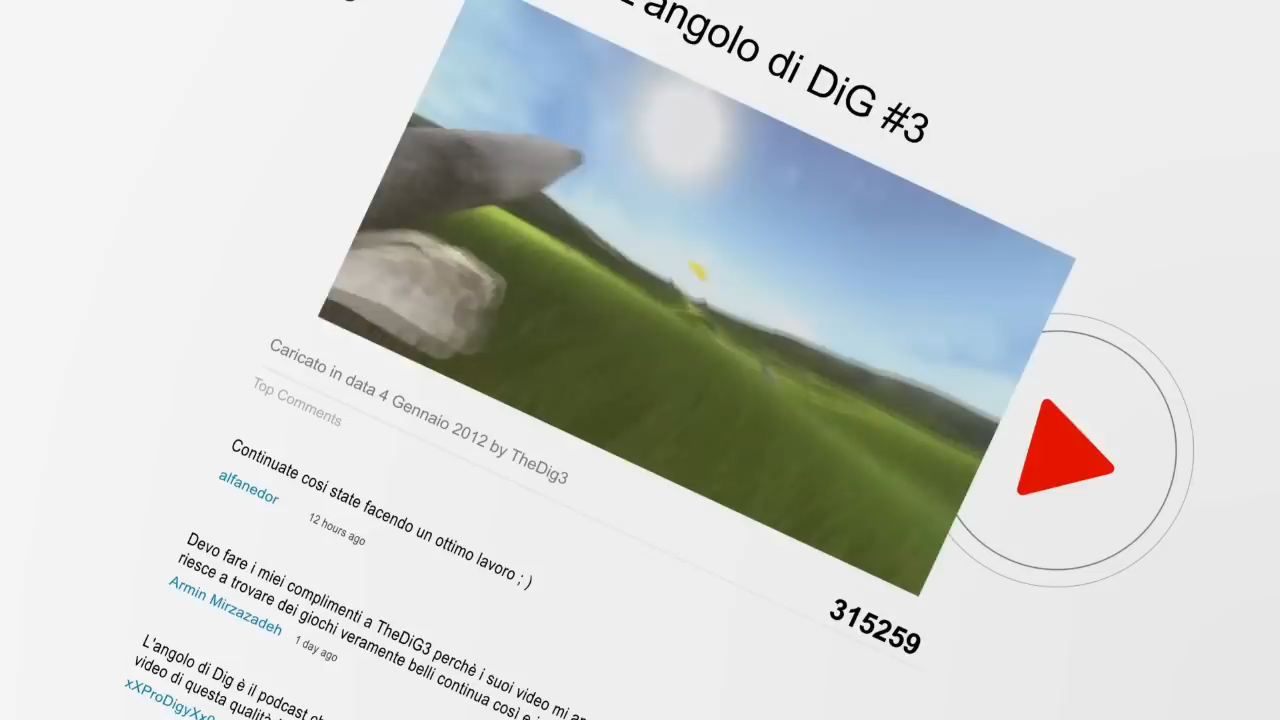 L'angolo di DiG #3
Caricato in data 4 Gennaio 2012 by TheDig3
315259
Top Comments
Continuate cosi state facendo un ottimo lavoro ; )
alfanedor
12 hours ago
Devo fare i miei complimenti a TheDiG3 perchè i suoi video mi
riesce a trovare dei giochi veramente belli continua così e
Armin Mirzazadeh
1 day ago
L'angolo di Dig è il podcast
video di questa qualità